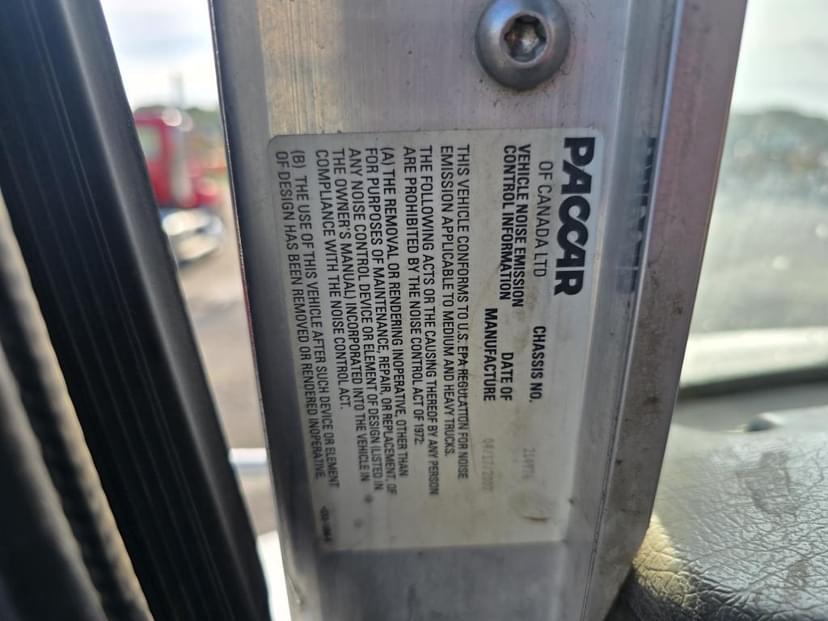 PACCAR
OF CANADA LTD
VEHICLE NOISE EMISSION CHASSIS NO.
CONTROL INFORMATION DATE OF
MANUFACTURE
THIS VEHICLE CONFORMS TO U.S. EPA REGULATION FOR NOISE
EMISSION APPLICABLE TO MEDIUM AND HEAVY TRUCKS.
THE FOLLOWING ACTS OR THE CAUSING THEREOF BY ANY PERSON
ARE PROHIBITED BY THE NOISE CONTROL ACT OF 1972:
(A) THE REMOVAL OR RENDERING INOPERATIVE, OTHER THAN
FOR PURPOSES OF MAINTENANCE, REPAIR, OR REPLACEMENT, OF
ANY NOISE CONTROL DEVICE OR ELEMENT OF DESIGN (LISTED IN
THE OWNER'S MANUAL) INCORPORATED INTO THE VEHICLE IN
COMPLIANCE WITH THE NOISE CONTROL ACT.
(B) THE USE OF THIS VEHICLE AFTER SUCH DEVICE OR ELEMENT
OF DESIGN HAS BEEN REMOVED OR RENDERED INOPERATIVE.